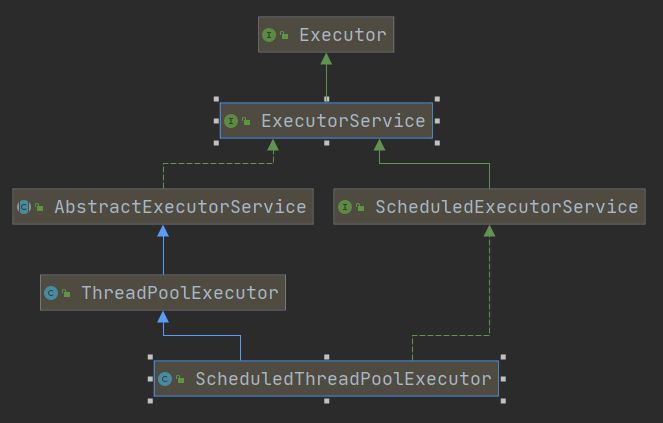 Executor
ExecutorService
AbstractExecutorService
ScheduledExecutorService
ThreadPoolExecutor
ScheduledThreadPoolExecutor